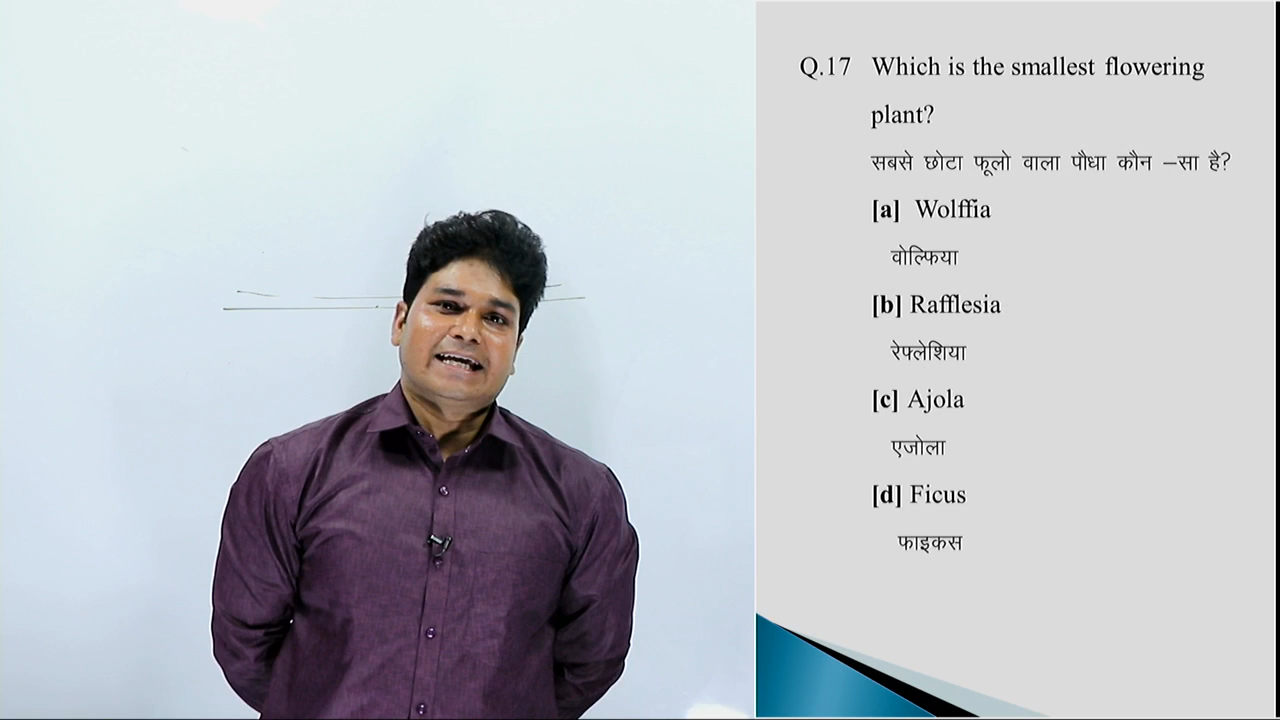 Q.17 Which is the smallest flowering
plant?
सबसे छोटा फूलो वाला पौधा कौन –सा है?
[a] Wolffia
वोल्फिया
[b] Rafflesia
रेफ्लेशिया
[c] Ajola
एजोला
[d] Ficus
फाइकस